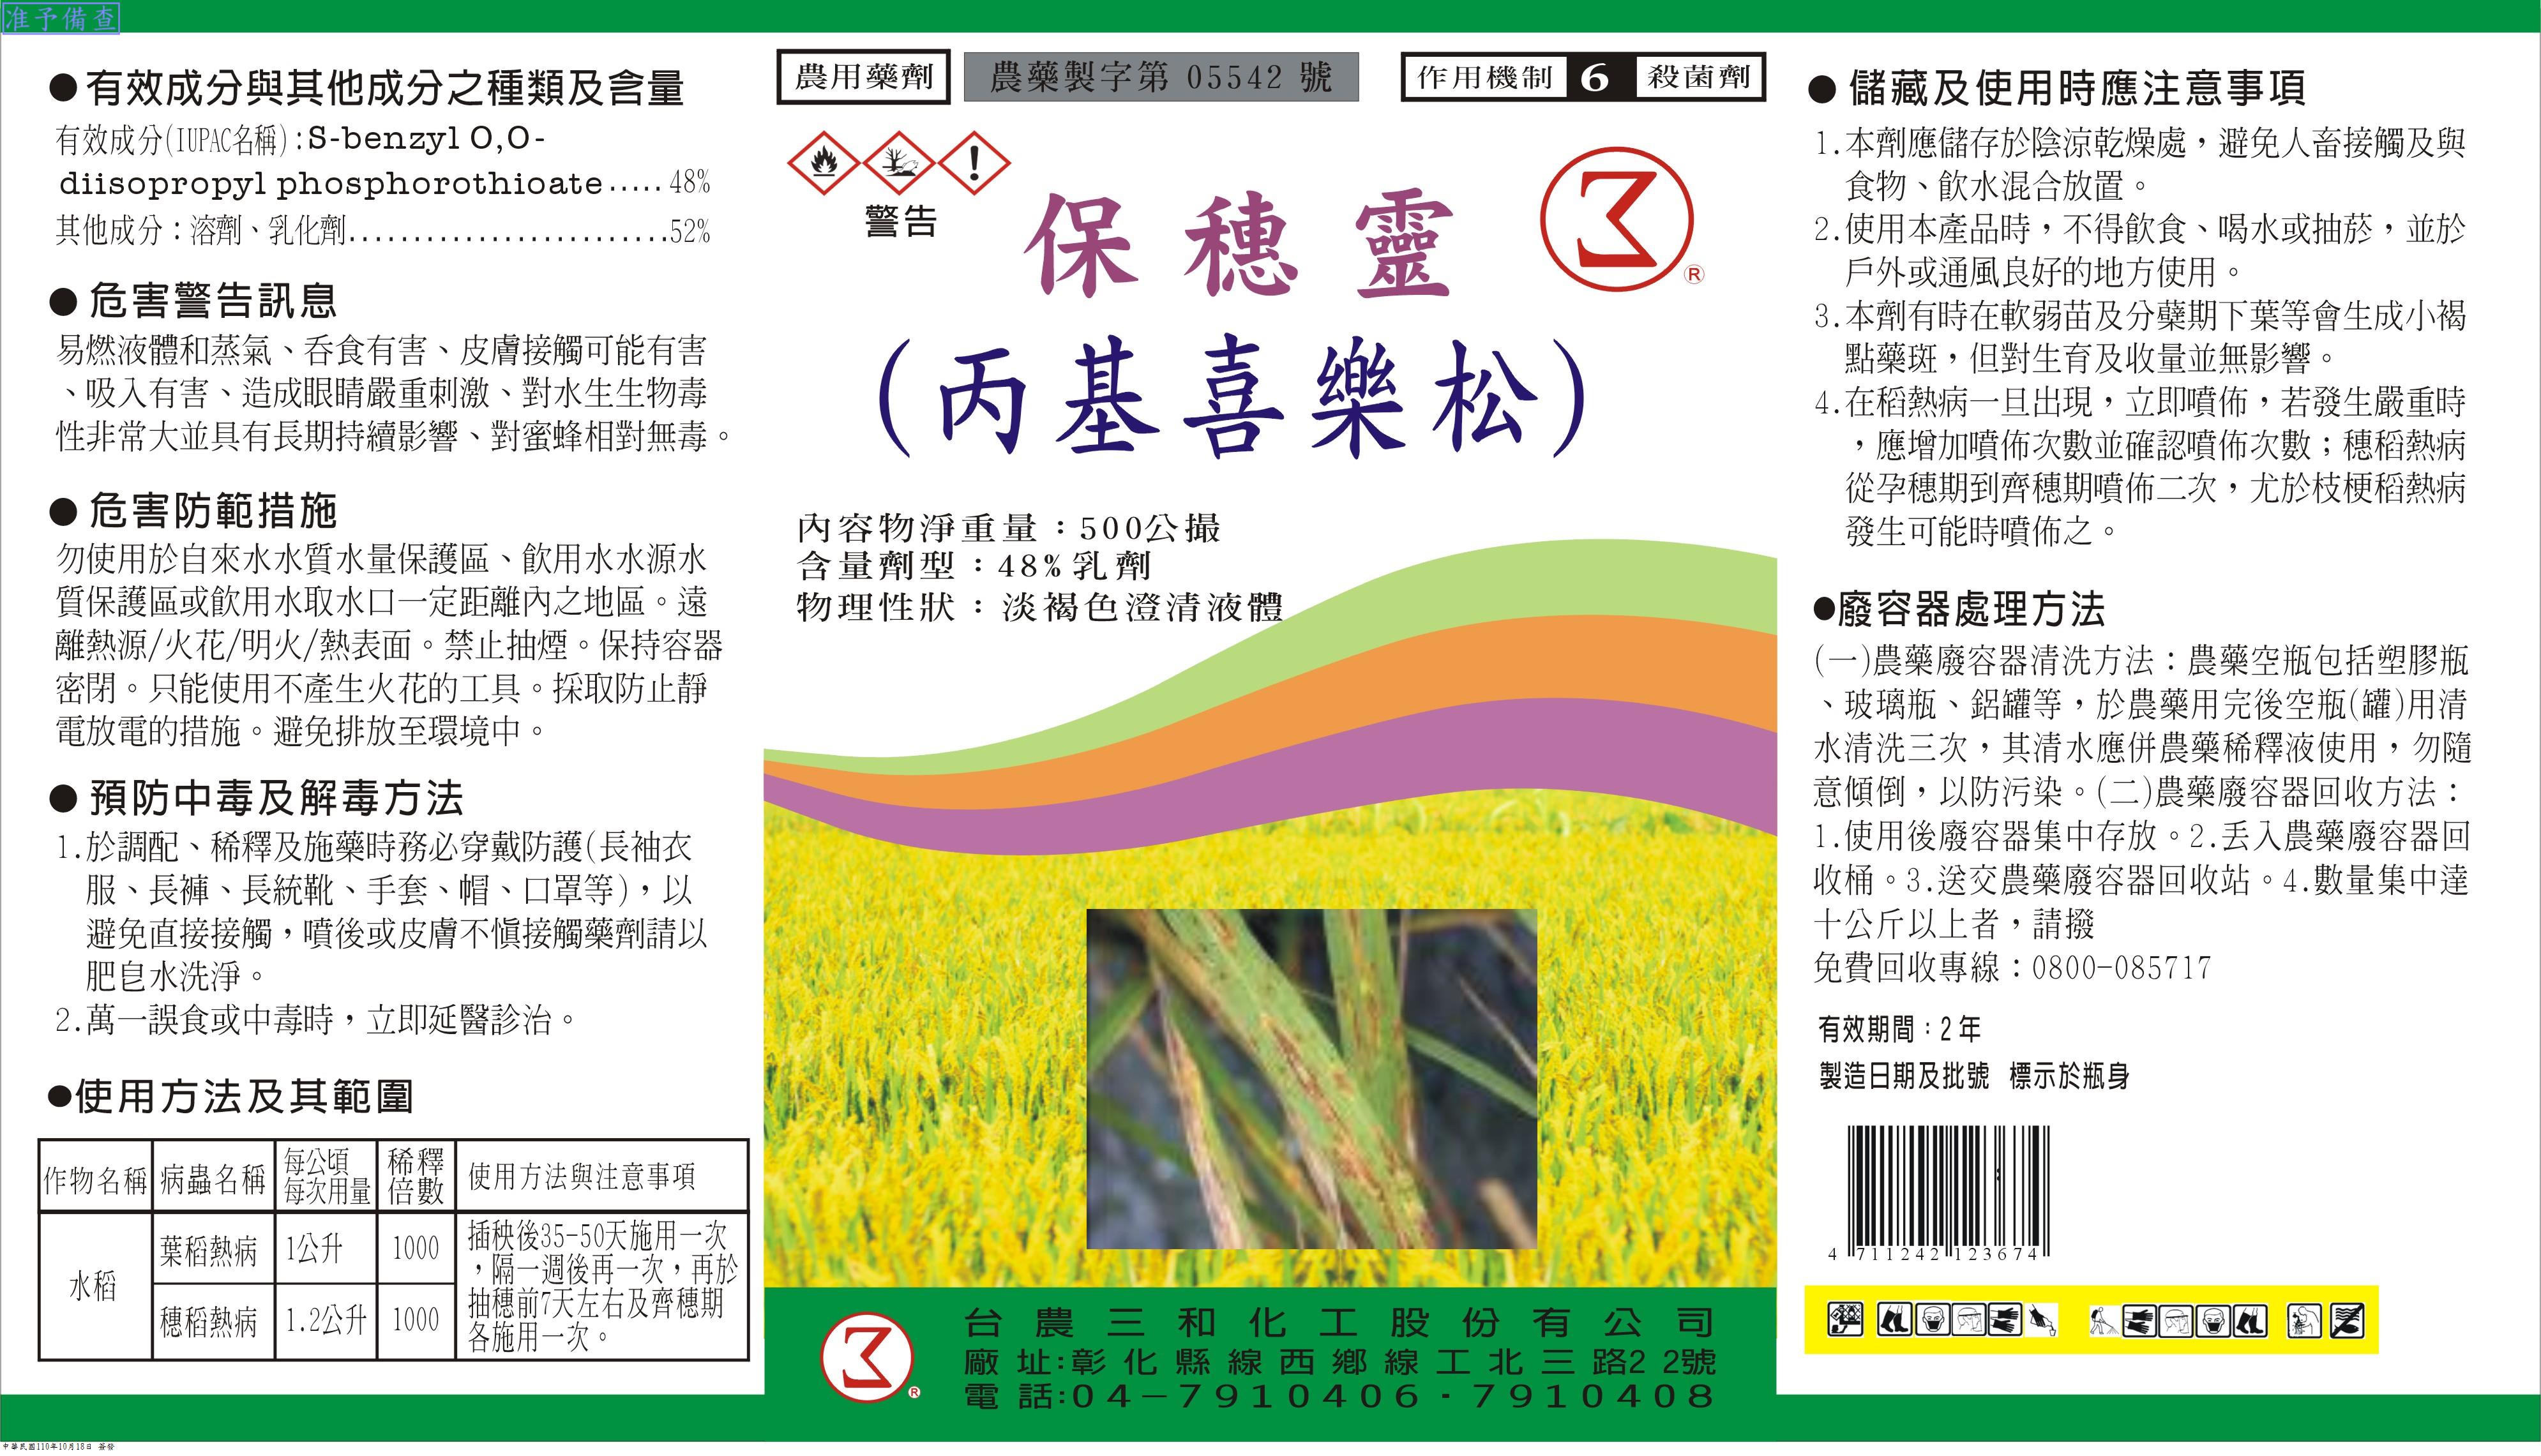 准予備查
● 有效成分與其他成分之種類及含量
有效成分(IUPAC名稱):S-benzyl O,O-
diisopropyl phosphorothioate.....48%
其他成分：溶劑、乳化劑.........................52%
● 危害警告訊息
易燃液體和蒸氣、吞食有害、皮膚接觸可能有害
、吸入有害、造成眼睛嚴重刺激、對水生生物毒
性非常大並具有長期持續影響、對蜜蜂相對無毒。
● 危害防範措施
勿使用於自來水水質水量保護區、飲用水水源水
質保護區或飲用水取水口一定距離內之地區。遠
離熱源/火花/明火/熱表面。禁止抽煙。保持容器
密閉。只能使用不產生火花的工具。採取防止靜
電放電的措施。避免排放至環境中。
● 預防中毒及解毒方法
1.於調配、稀釋及施藥時務必穿戴防護(長袖衣
服、長褲、長統靴、手套、帽、口罩等)，以
避免直接接觸，噴後或皮膚不慎接觸藥劑請以
肥皂水洗淨。
2.萬一誤食或中毒時，立即延醫診治。
●使用方法及其範圍
作物名稱 病蟲名稱 每公頃每次用量 稀釋倍數 使用方法與注意事項
水稻
葉稻熱病 1公升 1000
穗稻熱病 1.2公升 1000
插秧後35-50天施用一次
，隔一週後再一次，再於
抽穗前7天左右及齊穗期
各施用一次。
農用藥劑 農藥製字第 05542 號 作用機制 6 殺菌劑
警告
保穗靈
®
(丙基喜樂松)
內容物淨重量：500公撮
含量劑型：48%乳劑
物理性狀：淡褐色澄清液體
®
台農三和化工股份有公司
廠址:彰化縣線西鄉線工北三路22號
電話:04－7910406．7910408
● 儲藏及使用時應注意事項
1.本劑應儲存於陰涼乾燥處，避免人畜接觸及與
食物、飲水混合放置。
2.使用本產品時，不得飲食、喝水或抽菸，並於
戶外或通風良好的地方使用。
3.本劑有時在軟弱苗及分蘗期下葉等會生成小褐
點藥斑，但對生育及收量並無影響。
4.在稻熱病一旦出現，立即噴佈，若發生嚴重時
，應增加噴佈次數並確認噴佈次數；穗稻熱病
從孕穗期到齊穗期噴佈二次，尤於枝梗稻熱病
發生可能時噴佈之。
●廢容器處理方法
(一)農藥廢容器清洗方法：農藥空瓶包括塑膠瓶
、玻璃瓶、鋁罐等，於農藥用完後空瓶(罐)用清
水清洗三次，其清水應併農藥稀釋液使用，勿隨
意傾倒，以防污染。(二)農藥廢容器回收方法：
1.使用後廢容器集中存放。2.丟入農藥廢容器回
收桶。3.送交農藥廢容器回收站。4.數量集中達
十公斤以上者，請撥
免費回收專線：0800-085717
有效期間：2年
製造日期及批號 標示於瓶身
4 711242 123674
中華民國110年10月18日 簽發